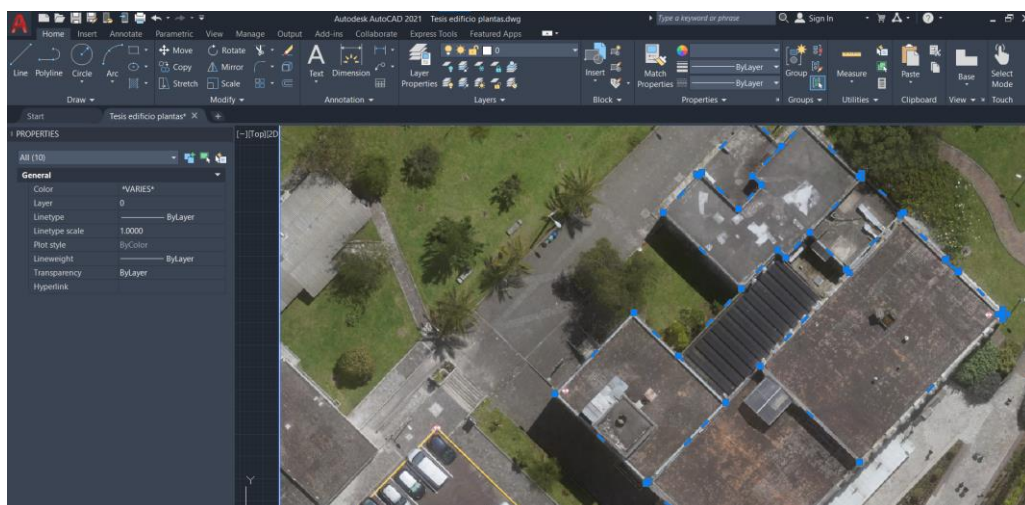 Autodesk AutoCAD 2021 Tesis edificio plantas.dwg
Type a keyword or phrase
Sign In
Home Insert Annotate Parametric View Manage Output Add-ins Collaborate Express Tools Featured Apps
Line Polyline Circle Arc
Move Rotate
Copy Mirror
Stretch Scale
Text Dimension
Layer Properties
0
Insert
Match Properties
ByLayer
ByLayer
Group
Measure
Paste
Base
Select Mode
Draw Modify Annotation Layers Block Properties Groups Utilities Clipboard View Touch
Start Tesis edificio plantas*
PROPERTIES
[−][Top][2D
All (10)
General
Color *VARIES*
Layer 0
Linetype ByLayer
Linetype scale 1.0000
Plot style ByColor
Lineweight ByLayer
Transparency ByLayer
Hyperlink
Y